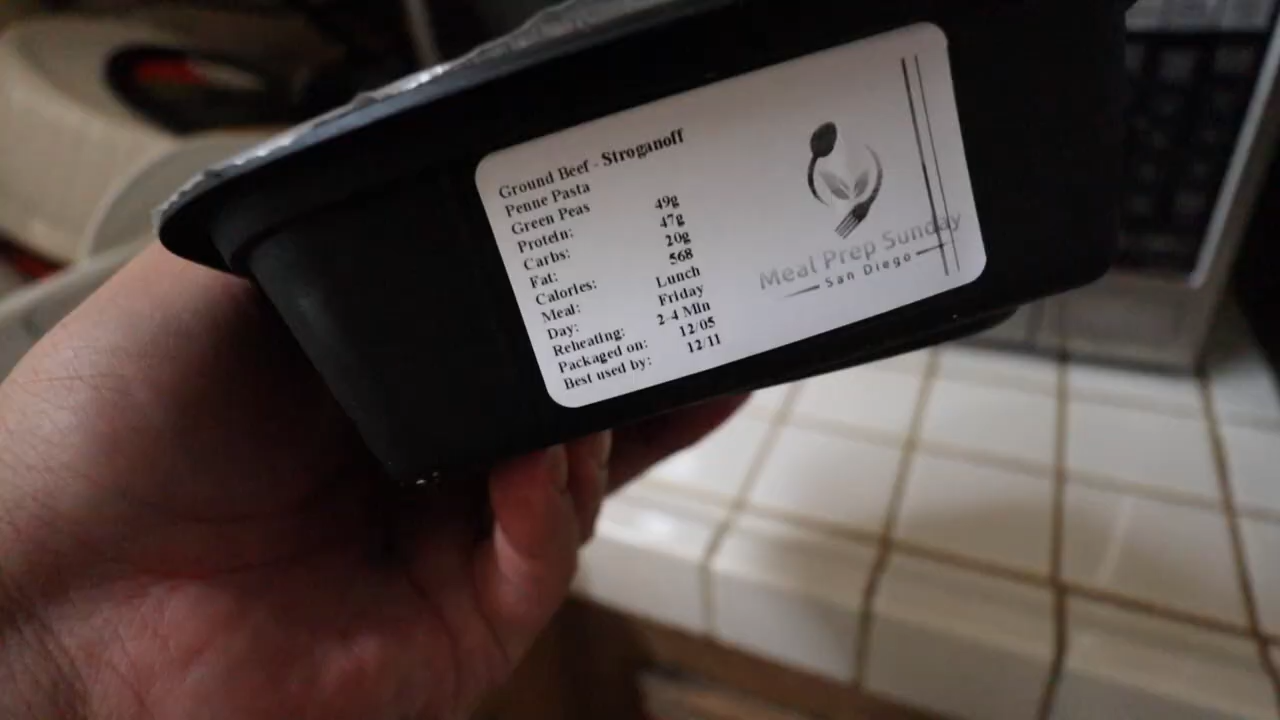 Ground Beef - Stroganoff
Penne Pasta
Green Peas
Protein: 49g
Carbs: 47g
Fat: 20g
Calories: 568
Meal: Lunch
Day: Friday
Reheating: 2-4 Min
Packaged on: 12/05
Best used by: 12/11
Meal Prep Sunday
San Diego